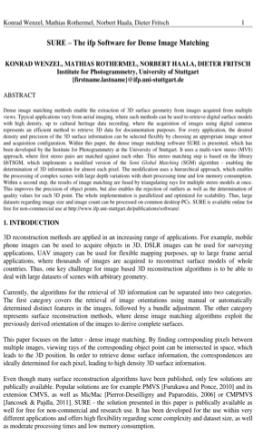 Konrad Wenzel, Mathias Rothermel, Norbert Haala, Dieter Fritsch 1
SURE – The ifp Software for Dense Image Matching
KONRAD WENZEL, MATHIAS ROTHERMEL, NORBERT HAALA, DIETER FRITSCH
Institute for Photogrammetry, University of Stuttgart
{firstname.lastname}@ifp.uni-stuttgart.de
ABSTRACT
Dense image matching methods enable the extraction of 3D surface geometry from images acquired from multiple
views. Typical applications vary from aerial imaging, where such methods can be used to retrieve digital surface models
with high density, up to cultural heritage data recording, where the acquisition of images using digital cameras
represents an efficient method to retrieve 3D data for documentation purposes. For every application, the desired
density and precision of the 3D surface information can be selected flexibly by choosing an appropriate image sensor
and acquisition configuration. Within this paper, the dense image matching software SURE is presented, which has
been developed by the Institute for Photogrammetry at the University of Stuttgart. It uses a multi-view stereo (MVS)
approach, where first stereo pairs are matched against each other. This stereo matching step is based on the library
LibTSGM, which implements a modified version of the Semi Global Matching (SGM) algorithm – enabling the
determination of 3D information for almost each pixel. The modification uses a hierarchical approach, which enables
the processing of complex scenes with large depth variations with short processing time and low memory consumption.
Within a second step, the results of image matching are fused by triangulating rays for multiple stereo models at once.
This improves the precision of object points, but also enables the rejection of outliers as well as the determination of
quality values for each 3D point. The whole implementation is parallelized and optimized for scalability. Thus, large
datasets regarding image size and image count can be processed on common desktop PCs. SURE is available online for
free for non-commercial use at http://www.ifp.uni-stuttgart.de/publications/software/.
1. INTRODUCTION
3D reconstruction methods are applied in an increasing range of applications. For example, mobile
phone images can be used to acquire objects in 3D, DSLR images can be used for surveying
applications, UAV imagery can be used for flexible mapping purposes, up to large frame aerial
applications, where thousands of images are acquired to reconstruct surface models of whole
countries. Thus, one key challenge for image based 3D reconstruction algorithms is to be able to
deal with large datasets of scenes with arbitrary geometry.
Currently, the algorithms for the retrieval of 3D information can be separated into two categories.
The first category covers the retrieval of image orientations using manual or automatically
determined distinct features in the images, followed by a bundle adjustment. The other category
represents surface reconstruction methods, where dense image matching algorithms exploit the
previously derived orientation of the images to derive complete surfaces.
This paper focuses on the latter - dense image matching. By finding corresponding pixels between
multiple images, viewing rays of the corresponding object point can be intersected in space, which
leads to the 3D position. In order to retrieve dense surface information, the correspondences are
ideally determined for each pixel, leading to high density 3D surface information.
Even though many surface reconstruction algorithms have been published, only few solutions are
publically available. Popular solutions are for example PMVS [Furukawa and Ponce, 2010] and its
extension CMVS, as well as MicMac [Pierrot-Deseilligny and Paparoditis, 2006] or CMPMVS
[Jancosek & Pajdla, 2011]. SURE - the solution presented in this paper is publically available as
well for free for non-commercial and research use. It has been developed for the use within very
different applications and offers high flexibility regarding scene complexity and dataset size, as well
as moderate processing times and low memory consumption.